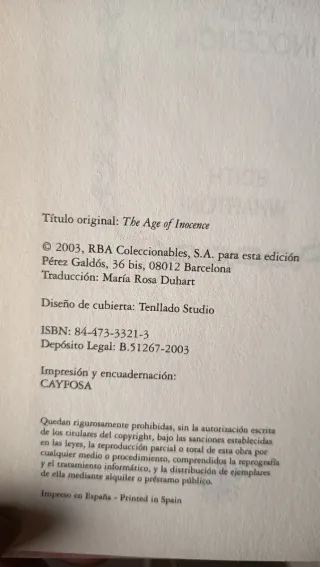 Título original: The Age of Inocence
© 2003, RBA Coleccionables, S.A. para esta edición
Pérez Galdós, 36 bis, 08012 Barcelona
Traducción: María Rosa Duhart
Diseño de cubierta: Tenllado Studio
ISBN: 84-473-3321-3
Depósito Legal: B.51267-2003
Impresión y encuadernación:
CAYFOSA
Quedan rigurosamente prohibidas, sin la autorización escrita
de los titulares del copyright, bajo las sanciones establecidas
en las leyes, la reproducción parcial o total de esta obra por
cualquier medio o procedimiento, comprendidos la reprografía
y el tratamiento informático, y la distribución de ejemplares
de ella mediante alquiler o préstamo público.
Impreso en España - Printed in Spain